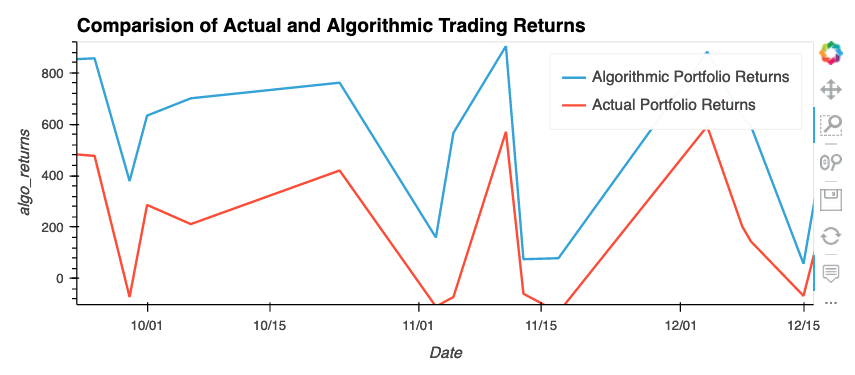 Comparision of Actual and Algorithmic Trading Returns
Algorithmic Portfolio Returns
Actual Portfolio Returns
algo_returns
800
600
400
200
0
10/01 10/15 11/01 11/15 12/01 12/15
Date